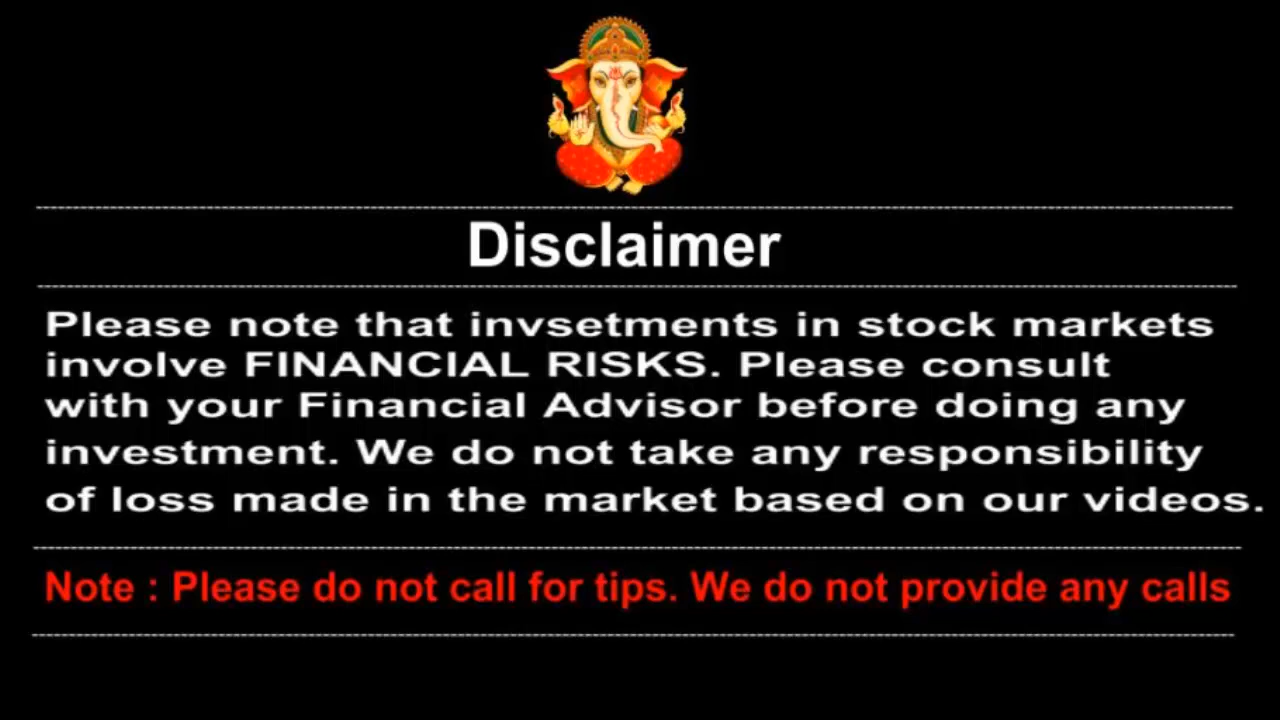 Disclaimer
Please note that invsetments in stock markets
involve FINANCIAL RISKS. Please consult
with your Financial Advisor before doing any
investment. We do not take any responsibility
of loss made in the market based on our videos.
Note : Please do not call for tips. We do not provide any calls